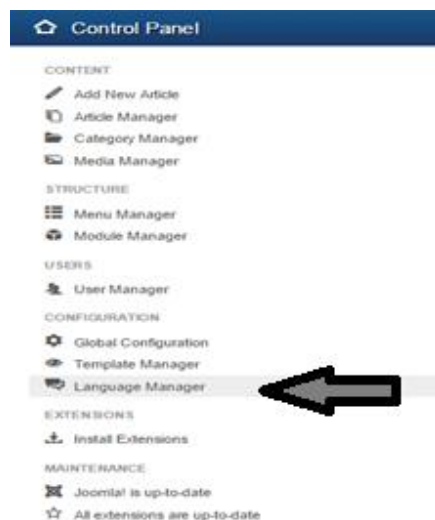 Control Panel
CONTENT
Add New Article
Article Manager
Category Manager
Media Manager
STRUCTURE
Menu Manager
Module Manager
USERS
User Manager
CONFIGURATION
Global Configuration
Template Manager
Language Manager
EXTENSIONS
Install Extensions
MAINTENANCE
Joomla! is up-to-date
All extensions are up-to-date